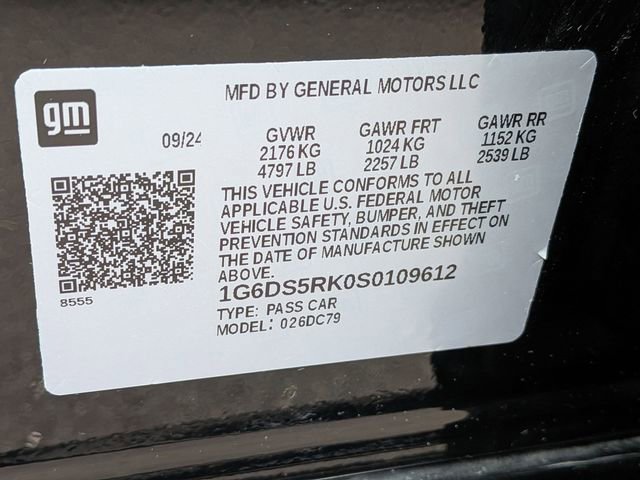 gm
MFD BY GENERAL MOTORS LLC
09/24
GVWR
2176 KG
4797 LB
GAWR FRT
1024 KG
2257 LB
GAWR RR
1152 KG
2539 LB
THIS VEHICLE CONFORMS TO ALL
APPLICABLE U.S. FEDERAL MOTOR
VEHICLE SAFETY, BUMPER, AND THEFT
PREVENTION STANDARDS IN EFFECT ON
THE DATE OF MANUFACTURE SHOWN
ABOVE.
8555
1G6DS5RK0S0109612
TYPE: PASS CAR
MODEL: 026DC79